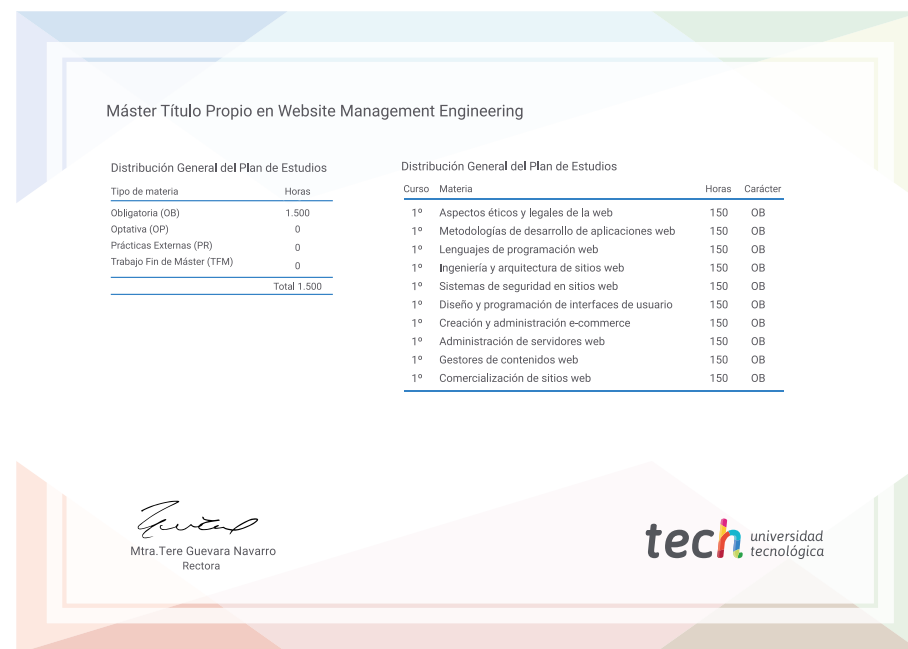 Máster Título Propio en Website Management Engineering
Distribución General del Plan de Estudios
Tipo de materia Horas
Obligatoria (OB) 1.500
Optativa (OP) 0
Prácticas Externas (PR) 0
Trabajo Fin de Máster (TFM) 0
Total 1.500
Distribución General del Plan de Estudios
Curso Materia Horas Carácter
1º Aspectos éticos y legales de la web 150 OB
1º Metodologías de desarrollo de aplicaciones web 150 OB
1º Lenguajes de programación web 150 OB
1º Ingeniería y arquitectura de sitios web 150 OB
1º Sistemas de seguridad en sitios web 150 OB
1º Diseño y programación de interfaces de usuario 150 OB
1º Creación y administración e-commerce 150 OB
1º Administración de servidores web 150 OB
1º Gestores de contenidos web 150 OB
1º Comercialización de sitios web 150 OB
Mtra.Tere Guevara Navarro
Rectora
tech universidad
tecnológica